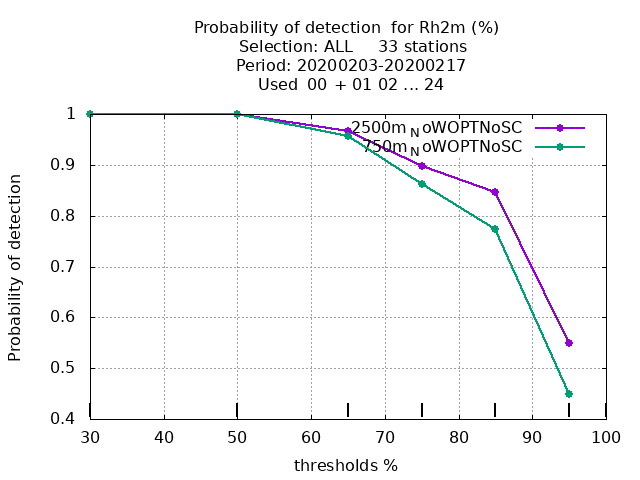 Probability of detection  for Rh2m (%)
Selection: ALL     33 stations
Period: 20200203-20200217
Used  00 + 01 02 ... 24
2500m_NoWOPTNoSC
750m_NoWOPTNoSC
Probability of detection
1
0.9
0.8
0.7
0.6
0.5
0.4
30 40 50 60 70 80 90 100
thresholds %